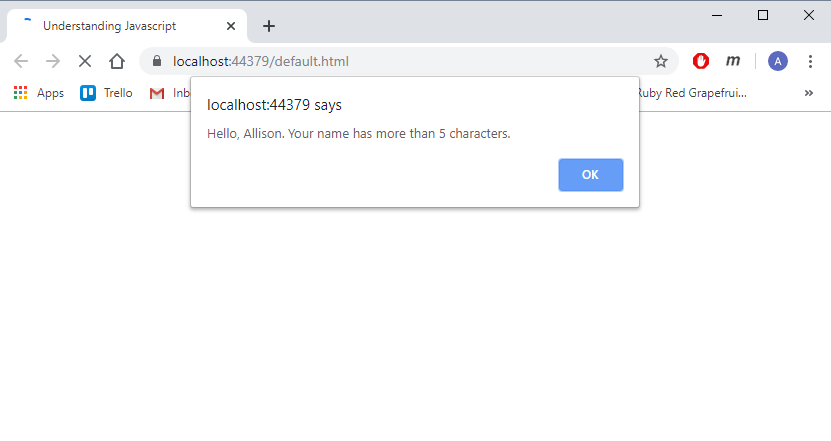 Understanding Javascript
localhost:44379/default.html
m
A
Apps
Trello
Inb
Ruby Red Grapefrui...
localhost:44379 says
Hello, Allison. Your name has more than 5 characters.
OK